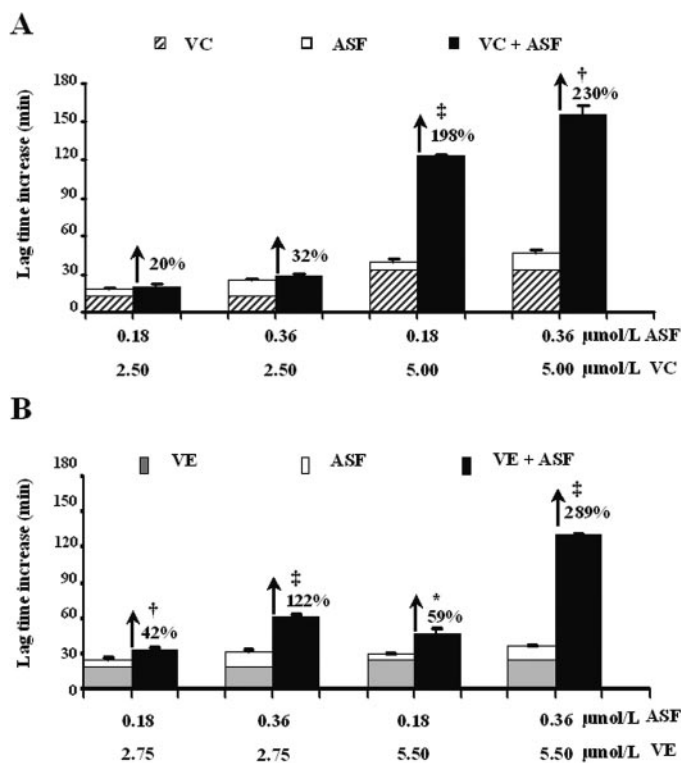 A
VC ASF VC + ASF
Lag time increase (min)
180
150
120
90
60
30
0
20%
32%
‡
198%
†
230%
0.18 0.36 0.18 0.36 µmol/L ASF
2.50 2.50 5.00 5.00 µmol/L VC
B
VE ASF VE + ASF
Lag time increase (min)
180
150
120
90
60
30
0
†
42%
‡
122%
*
59%
‡
289%
0.18 0.36 0.18 0.36 µmol/L ASF
2.75 2.75 5.50 5.50 µmol/L VE